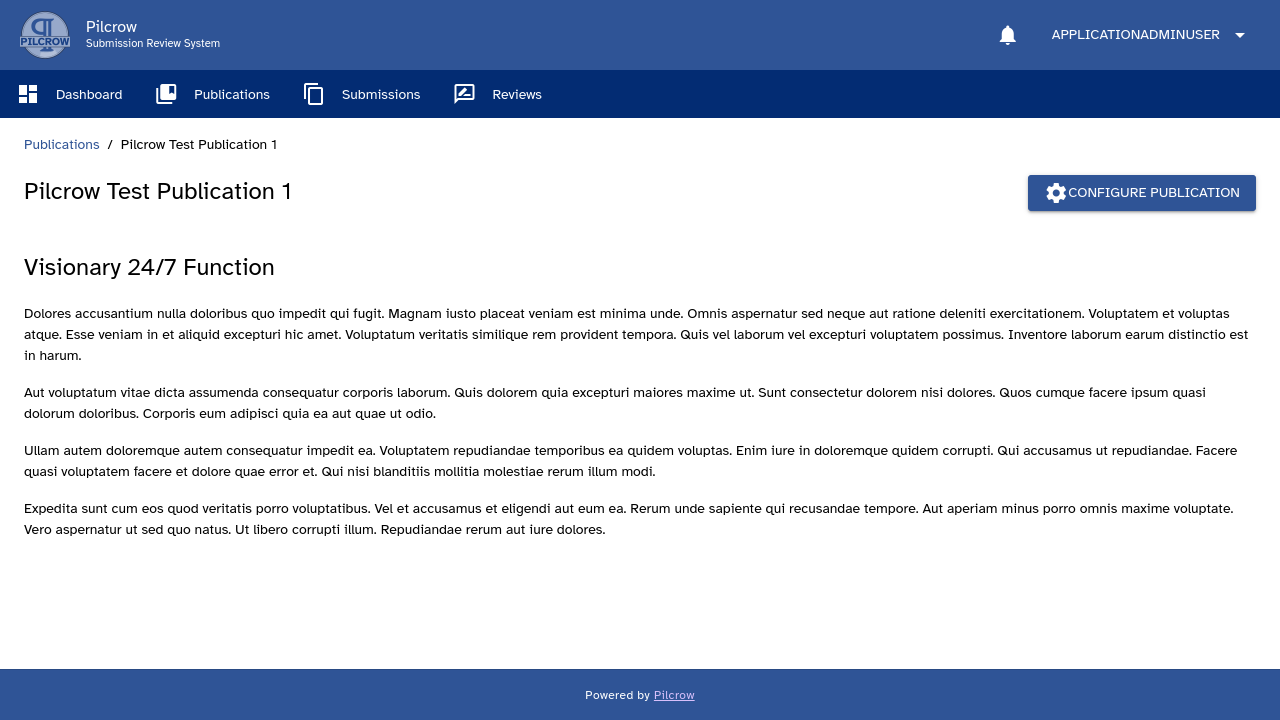 PILCROW
Pilcrow
Submission Review System
APPLICATIONADMINUSER
Dashboard
Publications
Submissions
Reviews
Publications / Pilcrow Test Publication 1
Pilcrow Test Publication 1
CONFIGURE PUBLICATION
Visionary 24/7 Function
Dolores accusantium nulla doloribus quo impedit qui fugit. Magnam iusto placeat veniam est minima unde. Omnis aspernatur sed neque aut ratione deleniti exercitationem. Voluptatem et voluptas
atque. Esse veniam in et aliquid excepturi hic amet. Voluptatum veritatis similique rem provident tempora. Quis vel laborum vel excepturi voluptatem possimus. Inventore laborum earum distinctio est
in harum.
Aut voluptatum vitae dicta assumenda consequatur corporis laborum. Quis dolorem quia excepturi maiores maxime ut. Sunt consectetur dolorem nisi dolores. Quos cumque facere ipsum quasi
dolorum doloribus. Corporis eum adipisci quia ea aut quae ut odio.
Ullam autem doloremque autem consequatur impedit ea. Voluptatem repudiandae temporibus ea quidem voluptas. Enim iure in doloremque quidem corrupti. Qui accusamus ut repudiandae. Facere
quasi voluptatem facere et dolore quae error et. Qui nisi blanditiis mollitia molestiae rerum illum modi.
Expedita sunt cum eos quod veritatis porro voluptatibus. Vel et accusamus et eligendi aut eum ea. Rerum unde sapiente qui recusandae tempore. Aut aperiam minus porro omnis maxime voluptate.
Vero aspernatur ut sed quo natus. Ut libero corrupti illum. Repudiandae rerum aut iure dolores.
Powered by Pilcrow